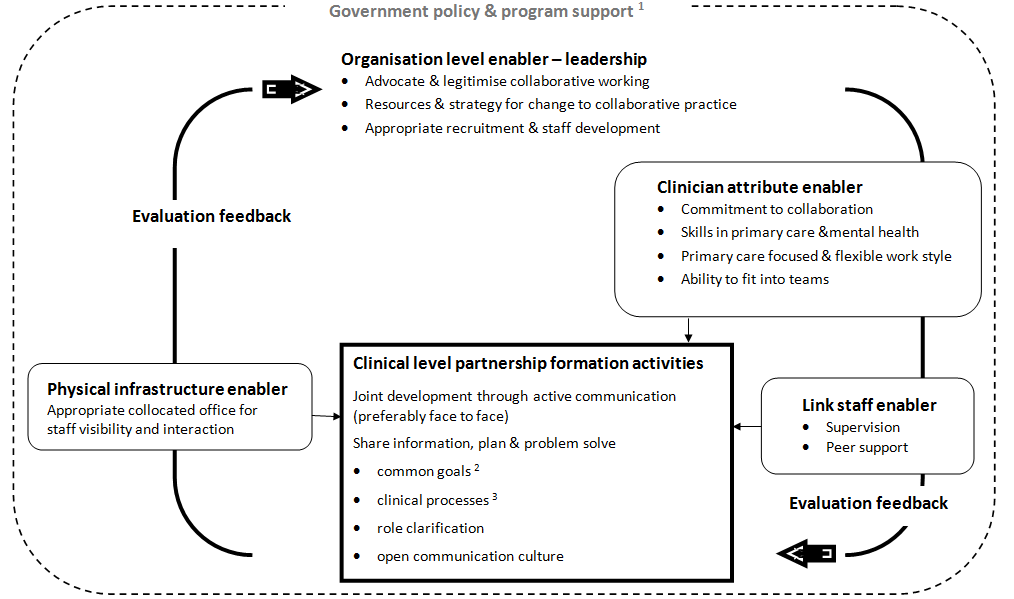 Government policy & program support 1
Organisation level enabler – leadership
• Advocate & legitimise collaborative working
• Resources & strategy for change to collaborative practice
• Appropriate recruitment & staff development
Clinician attribute enabler
• Commitment to collaboration
• Skills in primary care &mental health
• Primary care focused & flexible work style
• Ability to fit into teams
Evaluation feedback
Physical infrastructure enabler
Appropriate collocated office for
staff visibility and interaction
Clinical level partnership formation activities
Joint development through active communication
(preferably face to face)
Share information, plan & problem solve
• common goals 2
• clinical processes 3
• role clarification
• open communication culture
Link staff enabler
• Supervision
• Peer support
Evaluation feedback